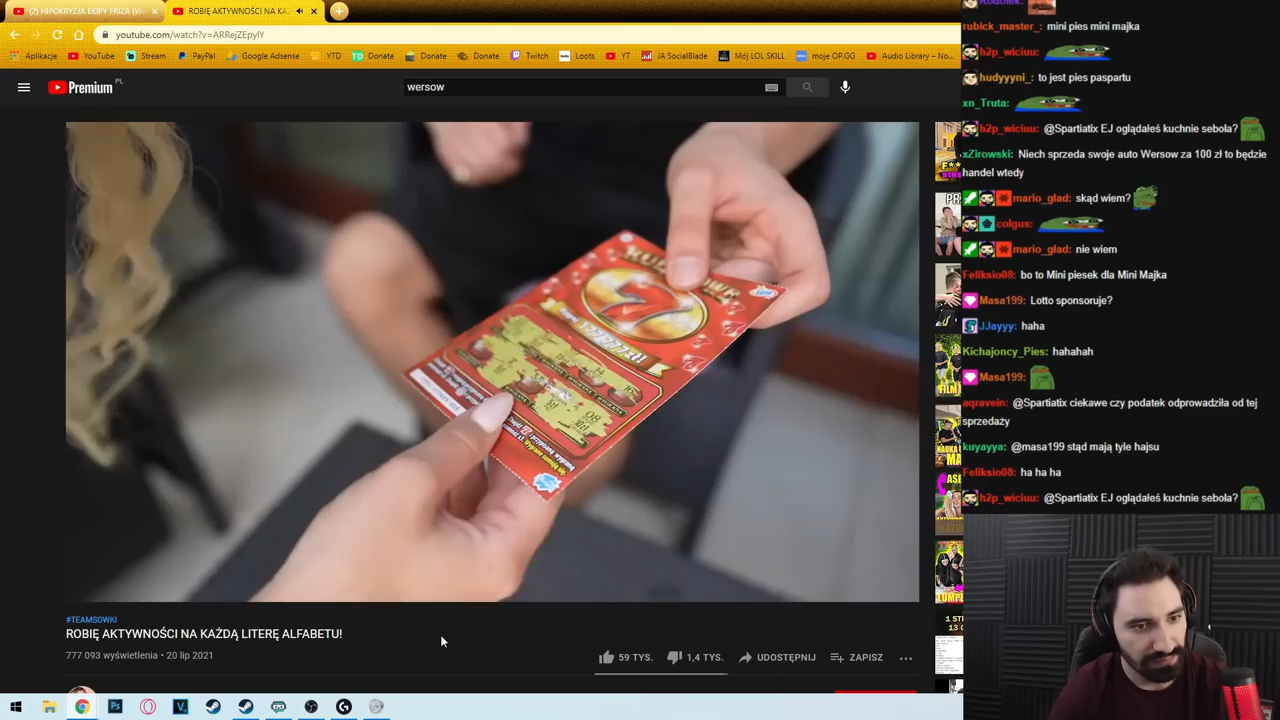 (2) HIPOKRYZJA EKIPY FRIZA (We
ROBIĘ AKTYWNOŚCI NA KA
youtube.com/watch?v=ARRejZEpyIY
Aplikacje
YouTube
Stream
PayPal
Google Adsense
YTD
Donate
Donate
Donate
Twitch
Loots
YT
JA SocialBlade
Mój LOL SKILL
moje OP.GG
Audio Library – No...
Premium PL
wersow
7
#TEAMSOWKI
ROBIĘ AKTYWNOŚCI NA KAŻDĄ LITERĘ ALFABETU!
777 093 wyświetlenia • 20 lip 2021
59 TYS.
1,4 TYS.
UDOSTĘPNIJ
ZAPISZ
Rodolek:
rubick_master_: mini pies mini majka
h2p_wiciuu:
hudyyyni_: to jest pies paspartu
xn_Truta:
h2p_wiciuu: @Spartiatix EJ oglądałeś kuchnie sebola?
xZirowski: Niech sprzeda swoje auto Wersow za 100 zł to będzie
handel wtedy
mario_glad: skąd wiem?
colgus:
mario_glad: nie wiem
Feliksio08: bo to Mini piesek dla Mini Majka
Masa199: Lotto sponsoruje?
JJayyy: haha
Kichajoncy_Pies: hahahah
Masa199:
aqravein: @Spartiatix ciekawe czy podatek odprowadziła od tej
sprzedaży
kuyayya: @masa199 stąd mają tyle hajsu
Feliksio08: ha ha ha
h2p_wiciuu: @Spartiatix EJ oglądałeś kuchnie sebola?